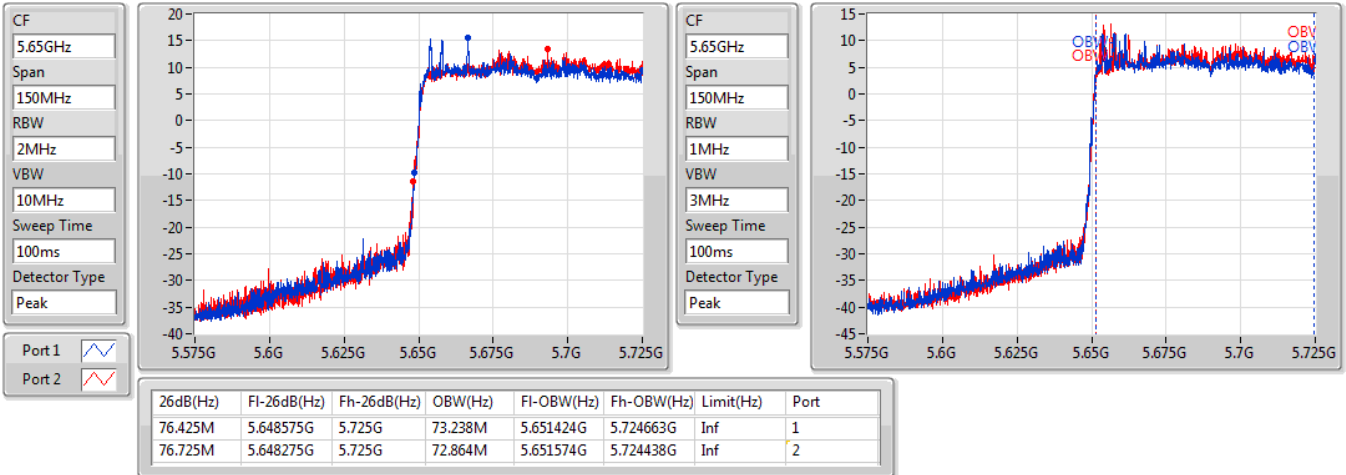 CF
5.65GHz
Span
150MHz
RBW
2MHz
VBW
10MHz
Sweep Time
100ms
Detector Type
Peak
20
15
10
5
0
-5
-10
-15
-20
-25
-30
-35
-40
5.575G 5.6G 5.625G 5.65G 5.675G 5.7G 5.725G
CF
5.65GHz
Span
150MHz
RBW
1MHz
VBW
3MHz
Sweep Time
100ms
Detector Type
Peak
15
10
5
0
-5
-10
-15
-20
-25
-30
-35
-40
-45
5.575G 5.6G 5.625G 5.65G 5.675G 5.7G 5.725G
Port 1
Port 2
26dB(Hz) Fl-26dB(Hz) Fh-26dB(Hz) OBW(Hz) Fl-OBW(Hz) Fh-OBW(Hz) Limit(Hz) Port
76.425M 5.648575G 5.725G 73.238M 5.651424G 5.724663G Inf 1
76.725M 5.648275G 5.725G 72.864M 5.651574G 5.724438G Inf 2